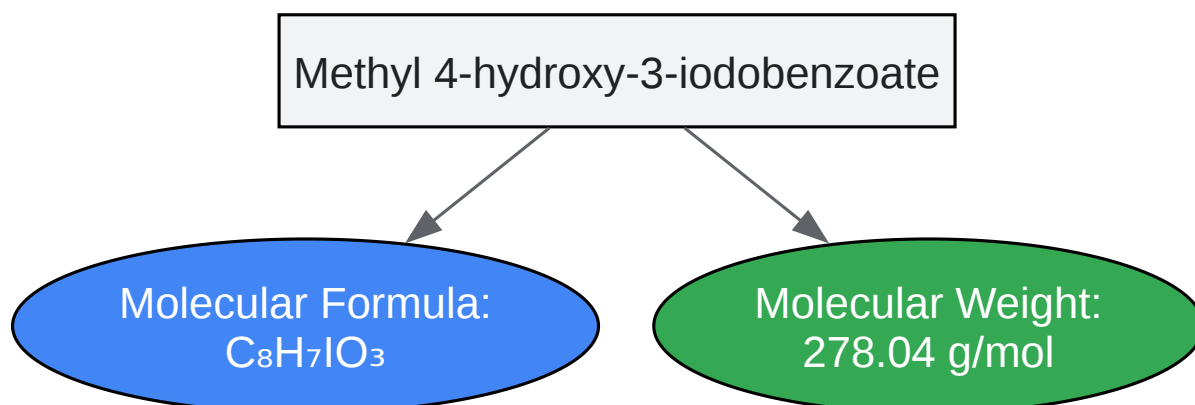 Methyl 4-hydroxy-3-iodobenzoate
Molecular Formula:
C₈H₇IO₃
Molecular Weight:
278.04 g/mol